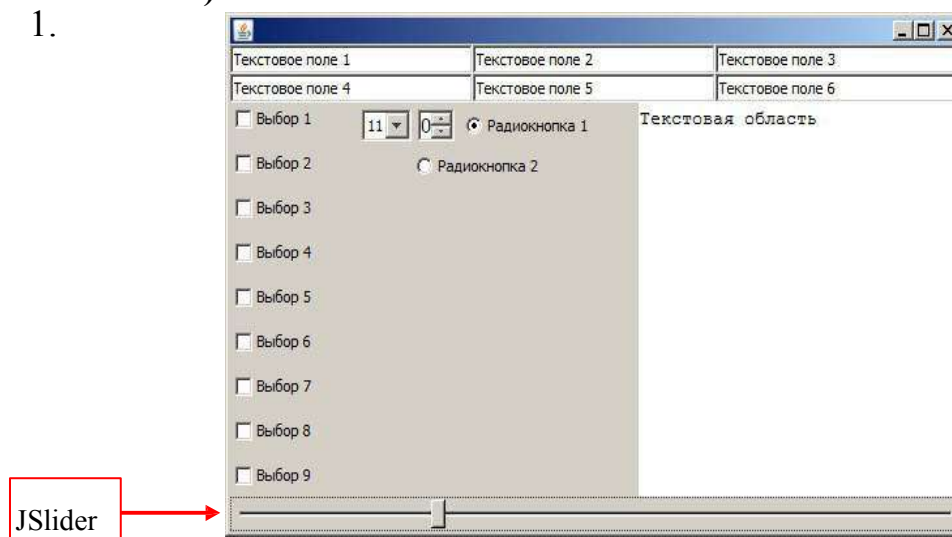 1.
Текстовое поле 1 Текстовое поле 2 Текстовое поле 3
Текстовое поле 4 Текстовое поле 5 Текстовое поле 6
Выбор 1 11 0 Радиокнопка 1 Текстовая область
Выбор 2 Радиокнопка 2
Выбор 3
Выбор 4
Выбор 5
Выбор 6
Выбор 7
Выбор 8
Выбор 9
JSlider